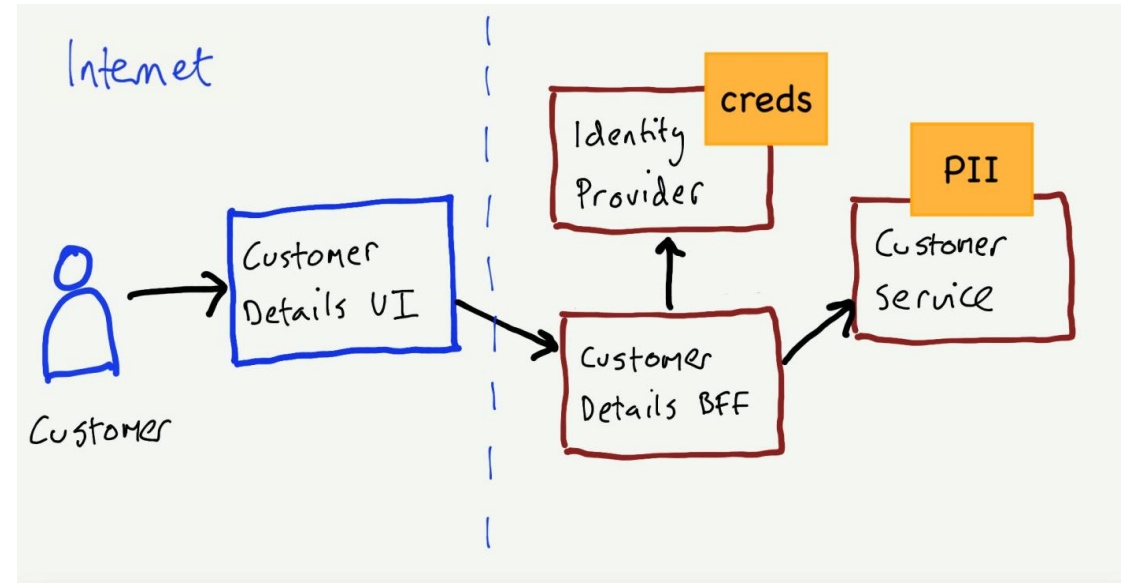 Internet
creds
Identity
Provider
PII
Customer
Service
Customer
Details UI
Customer
Details BFF
Customer